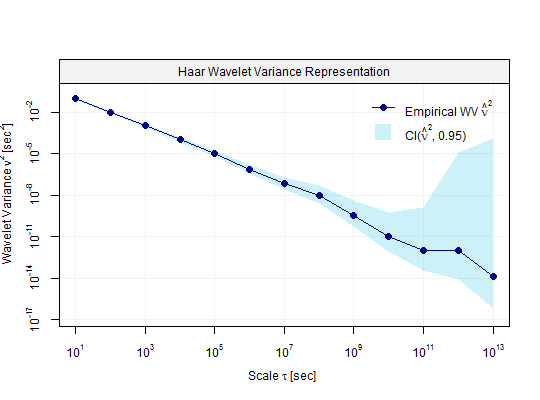 Haar Wavelet Variance Representation
Empirical WV ν̂²
CI(ν̂², 0.95)
Wavelet Variance ν² [sec²]
10⁻²
10⁻⁵
10⁻⁸
10⁻¹¹
10⁻¹⁴
10⁻¹⁷
10¹ 10³ 10⁵ 10⁷ 10⁹ 10¹¹ 10¹³
Scale τ [sec]